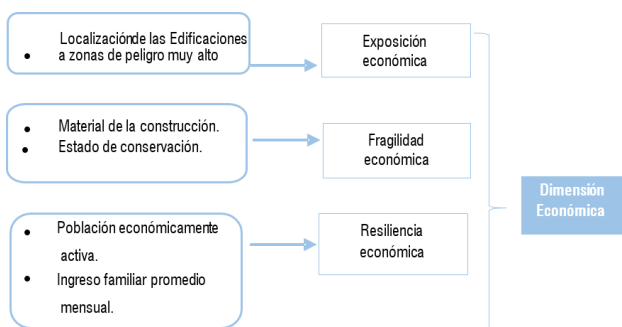 Localizaciónde las Edificaciones
• a zonas de peligro muy alto
Exposición
económica
• Material de la construcción.
• Estado de conservación.
Fragilidad
económica
• Población económicamente
activa.
• Ingreso familiar promedio
mensual.
Resiliencia
económica
Dimensión
Económica